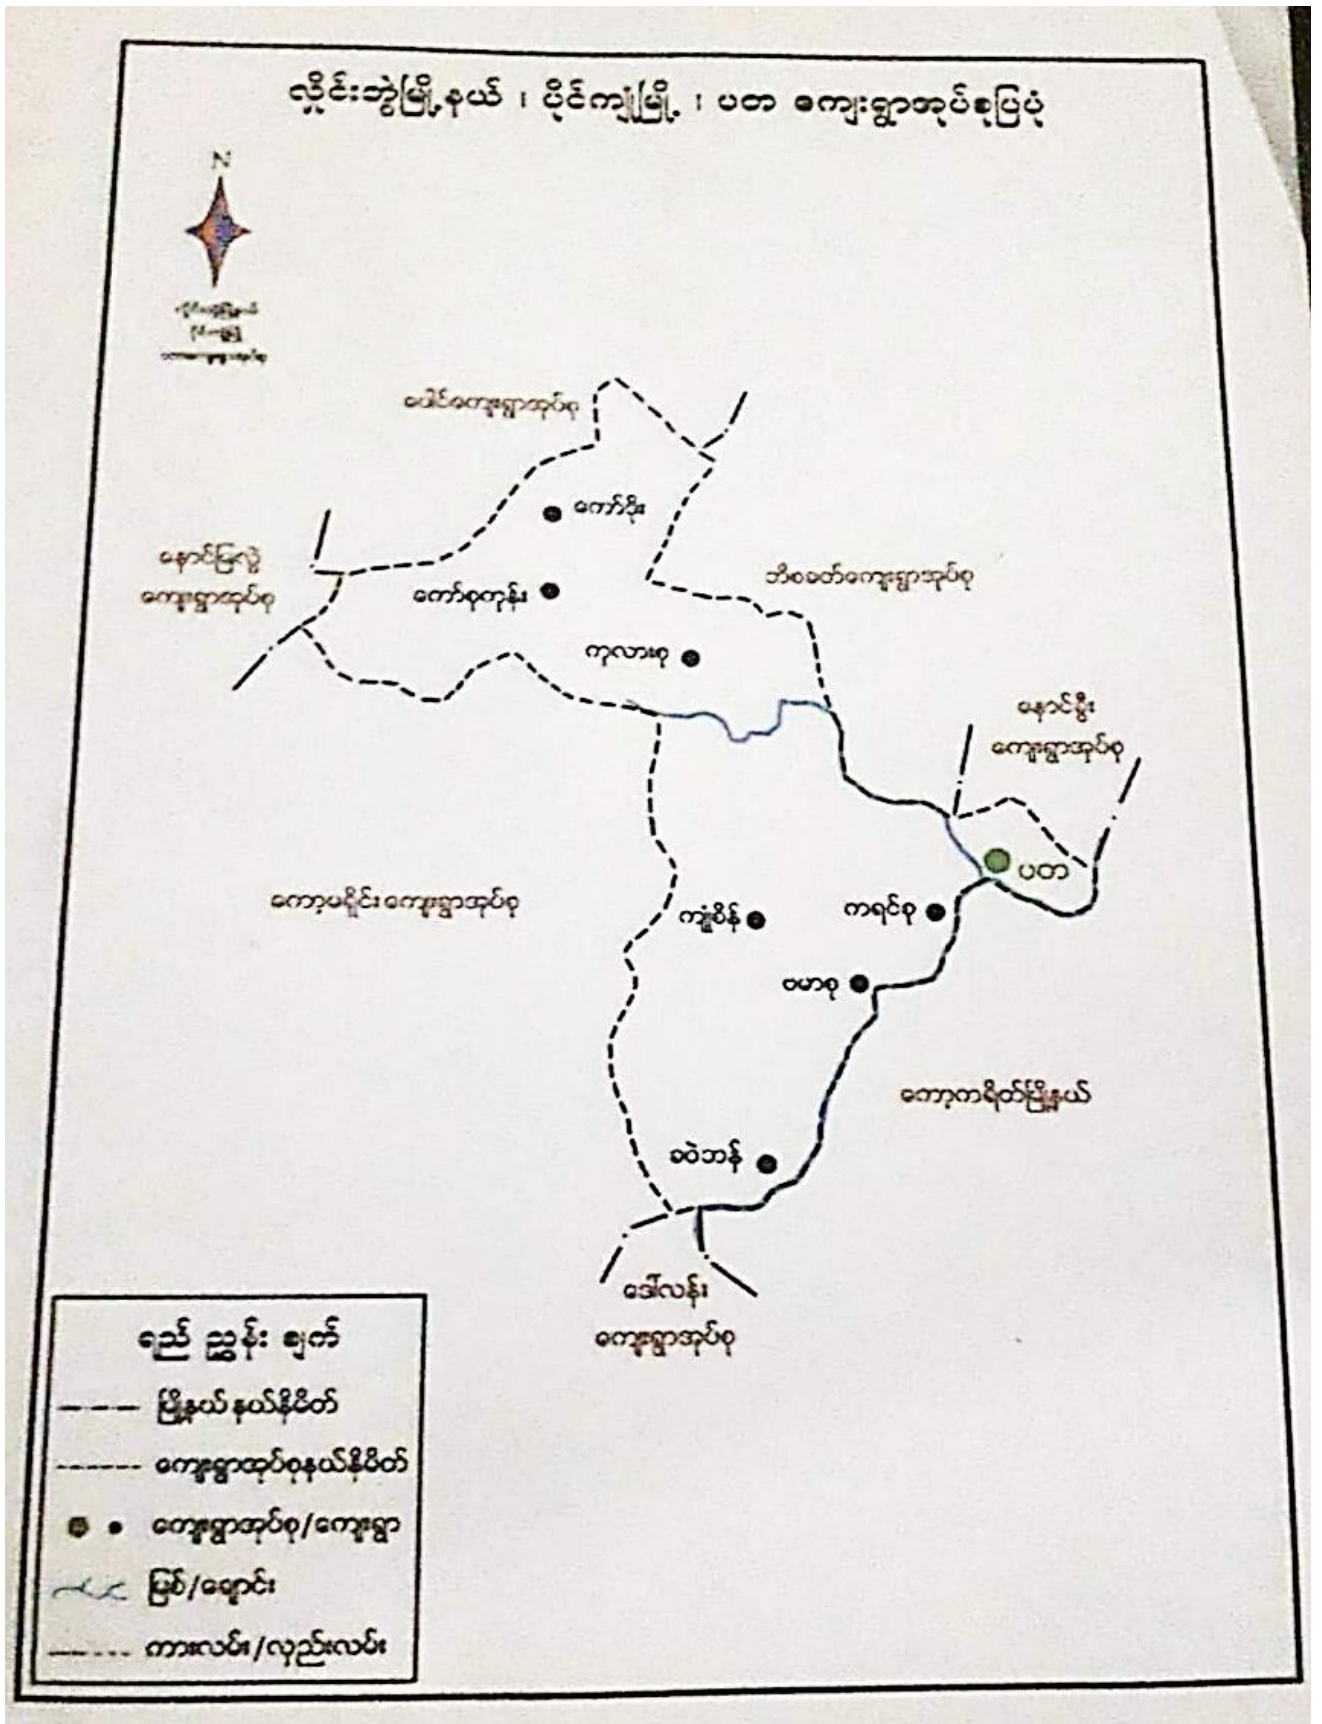 လှိုင်းဘွဲမြို့နယ် ၊ ပိုင်ကျုံမြို့ ၊ ပတ ကျေးရွာအုပ်စုပြပုံ
N
ပေါင်ကျေးရွာအုပ်စု
ကော်ဒိုး
နောင်မြလွဲ
ကျေးရွာအုပ်စု
ဘိစခတ်ကျေးရွာအုပ်စု
ကော်စုကုန်း
ကုလားစု
နောင်ခွီး
ကျေးရွာအုပ်စု
ပတ
ကော့မရှိုင်းကျေးရွာအုပ်စု
ကျုံစိန်
ကရင်စု
ဗမာစု
ကော့ကရိတ်မြို့နယ်
ခဝဲဘန်
ဒေါ်လန်း
ကျေးရွာအုပ်စု
ရည် ညွှန်း ချက်
မြို့နယ်နယ်နိမိတ်
ကျေးရွာအုပ်စုနယ်နိမိတ်
ကျေးရွာအုပ်စု/ကျေးရွာ
မြစ်/ချောင်း
ကားလမ်း/လှည်းလမ်း